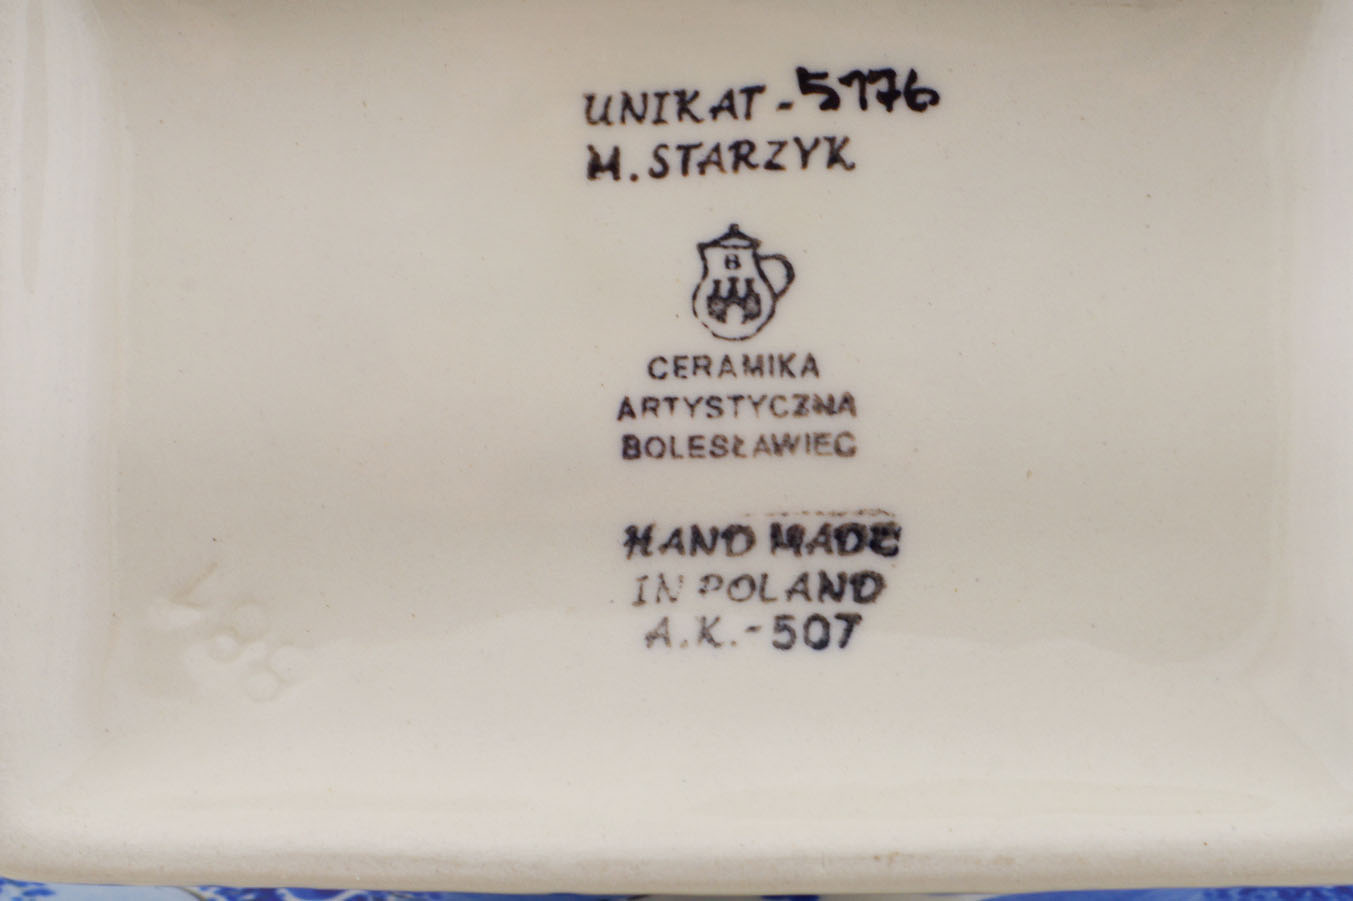 UNIKAT - 5176
M. STARZYK
B
CERAMIKA
ARTYSTYCZNA
BOLESŁAWIEC
HAND MADE
IN POLAND
A.K.- 507